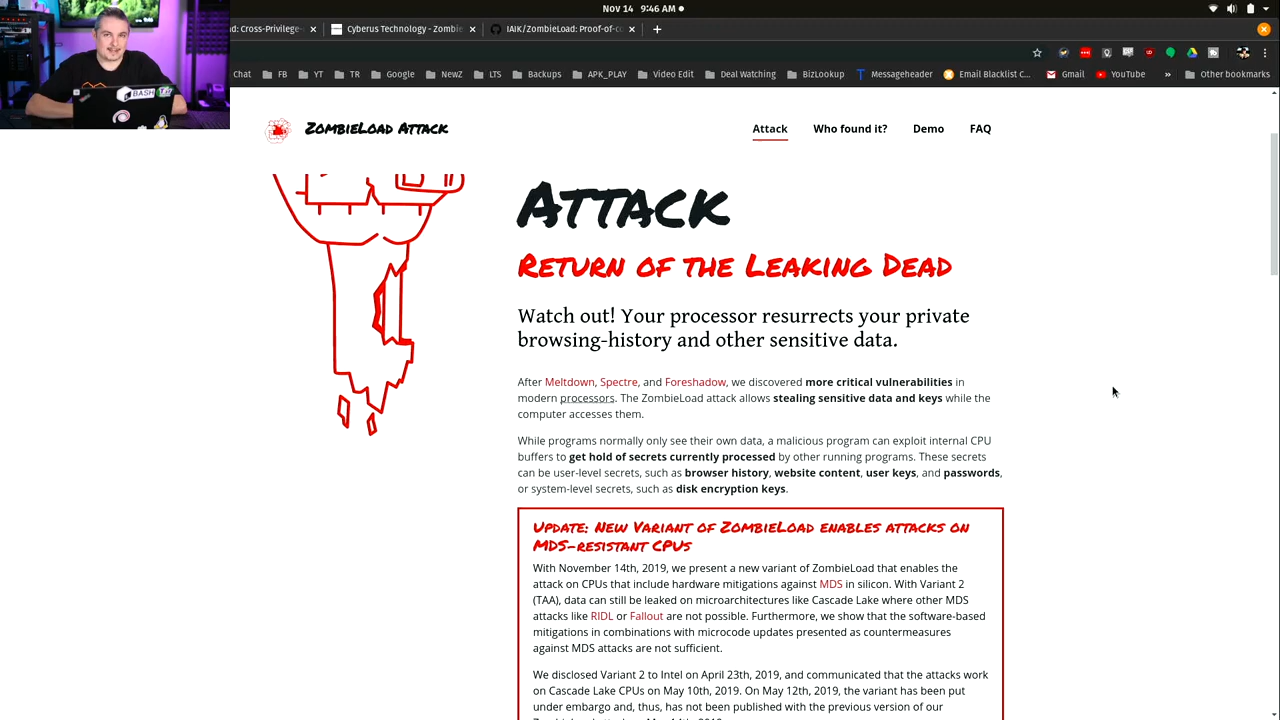 Nov 14 9:46 AM
d: Cross-Privilege-
Cyberus Technology - Zombi
IAIK/ZombieLoad: Proof-of-c
Chat
FB
YT
TR
Google
NewZ
LTS
Backups
APK_PLAY
Video Edit
Deal Watching
BizLookup
Messageheader
Email Blacklist C...
Gmail
YouTube
»
Other bookmarks
BASH
ZombieLoad Attack
Attack
Who found it?
Demo
FAQ
Attack
Return of the Leaking Dead
Watch out! Your processor resurrects your private
browsing-history and other sensitive data.
After Meltdown, Spectre, and Foreshadow, we discovered more critical vulnerabilities in
modern processors. The ZombieLoad attack allows stealing sensitive data and keys while the
computer accesses them.
While programs normally only see their own data, a malicious program can exploit internal CPU
buffers to get hold of secrets currently processed by other running programs. These secrets
can be user-level secrets, such as browser history, website content, user keys, and passwords,
or system-level secrets, such as disk encryption keys.
Update: New Variant of ZombieLoad enables attacks on
MDS-resistant CPUs
With November 14th, 2019, we present a new variant of ZombieLoad that enables the
attack on CPUs that include hardware mitigations against MDS in silicon. With Variant 2
(TAA), data can still be leaked on microarchitectures like Cascade Lake where other MDS
attacks like RIDL or Fallout are not possible. Furthermore, we show that the software-based
mitigations in combinations with microcode updates presented as countermeasures
against MDS attacks are not sufficient.
We disclosed Variant 2 to Intel on April 23th, 2019, and communicated that the attacks work
on Cascade Lake CPUs on May 10th, 2019. On May 12th, 2019, the variant has been put
under embargo and, thus, has not been published with the previous version of our